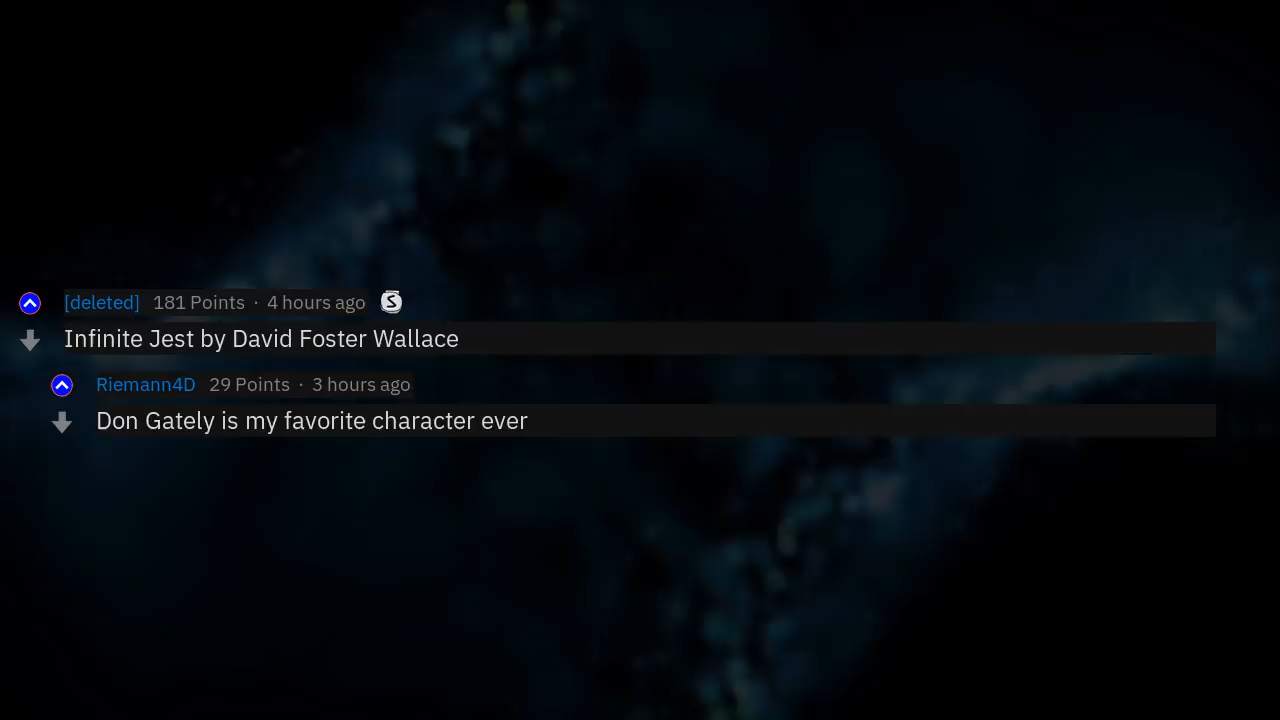 [deleted] 181 Points · 4 hours ago S
Infinite Jest by David Foster Wallace
Riemann4D 29 Points · 3 hours ago
Don Gately is my favorite character ever